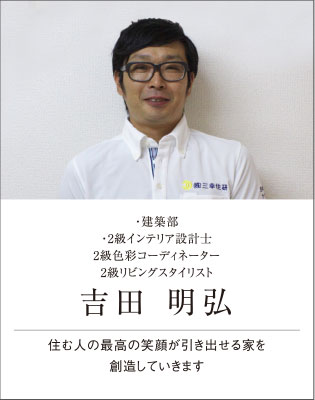 ㈱三幸住研
・建築部
・2級インテリア設計士
2級色彩コーディネーター
2級リビングスタイリスト
吉田 明弘
住む人の最高の笑顔が引き出せる家を
創造していきます